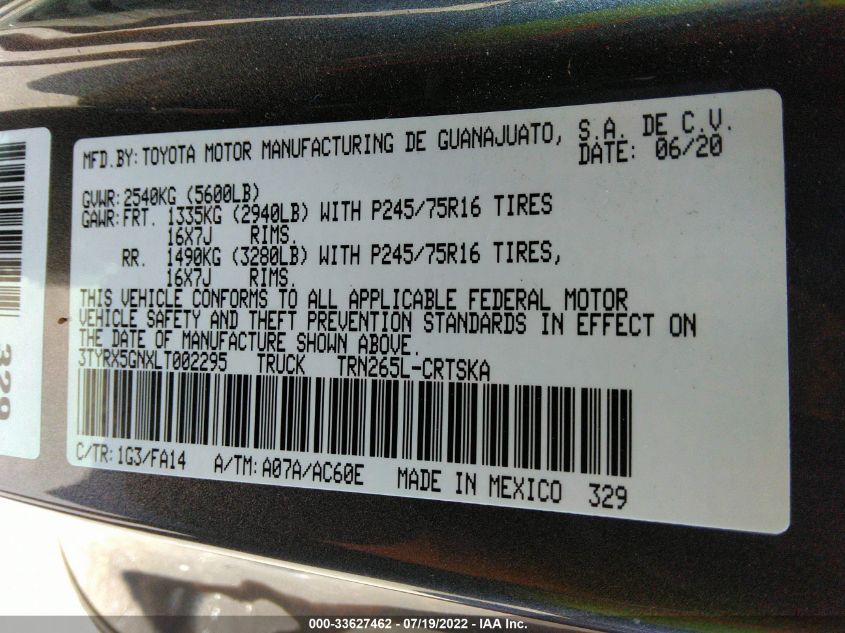 MFD.BY: TOYOTA MOTOR MANUFACTURING DE GUANAJUATO, S.A. DE C.V.
DATE: 06/20
GVWR: 2540KG (5600LB)
GAWR: FRT. 1335KG (2940LB) WITH P245/75R16 TIRES
16X7J RIMS.
RR. 1490KG (3280LB) WITH P245/75R16 TIRES,
16X7J RIMS.
THIS VEHICLE CONFORMS TO ALL APPLICABLE FEDERAL MOTOR
VEHICLE SAFETY AND THEFT PREVENTION STANDARDS IN EFFECT ON
THE DATE OF MANUFACTURE SHOWN ABOVE.
3TYRX5GNXLT002295 TRUCK TRN265L-CRTSKA
C/TR: 1G3/FA14 A/TM: A07A/AC60E MADE IN MEXICO 329
329
000-33627462 - 07/19/2022 - IAA Inc.